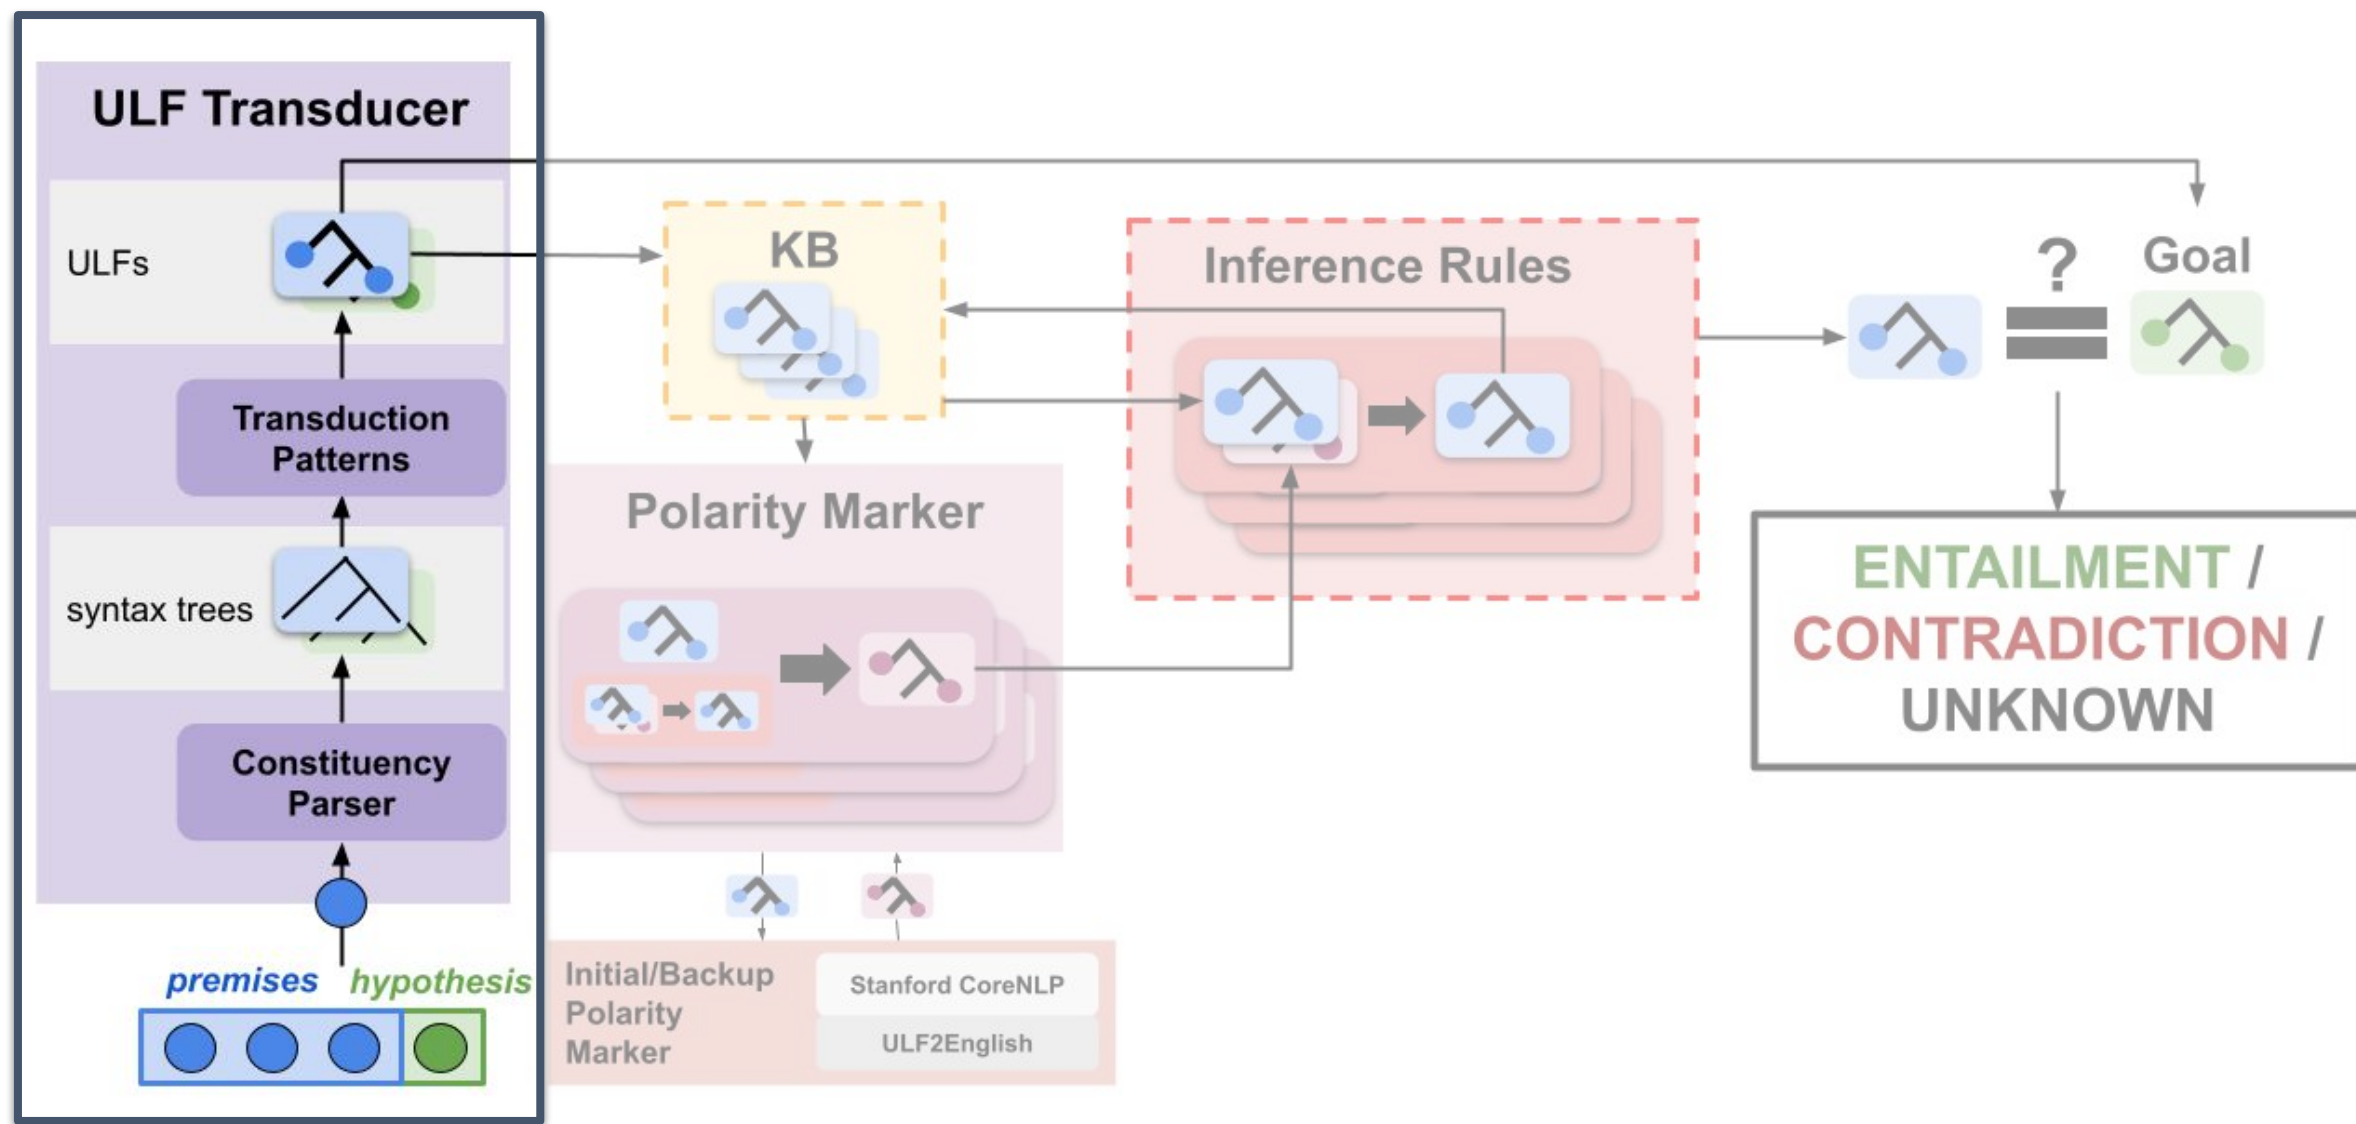 ULF Transducer
ULFs
Transduction
Patterns
syntax trees
Constituency
Parser
premises hypothesis
KB
Polarity Marker
Initial/Backup
Polarity
Marker
Stanford CoreNLP
ULF2English
Inference Rules
?
Goal
ENTAILMENT /
CONTRADICTION /
UNKNOWN